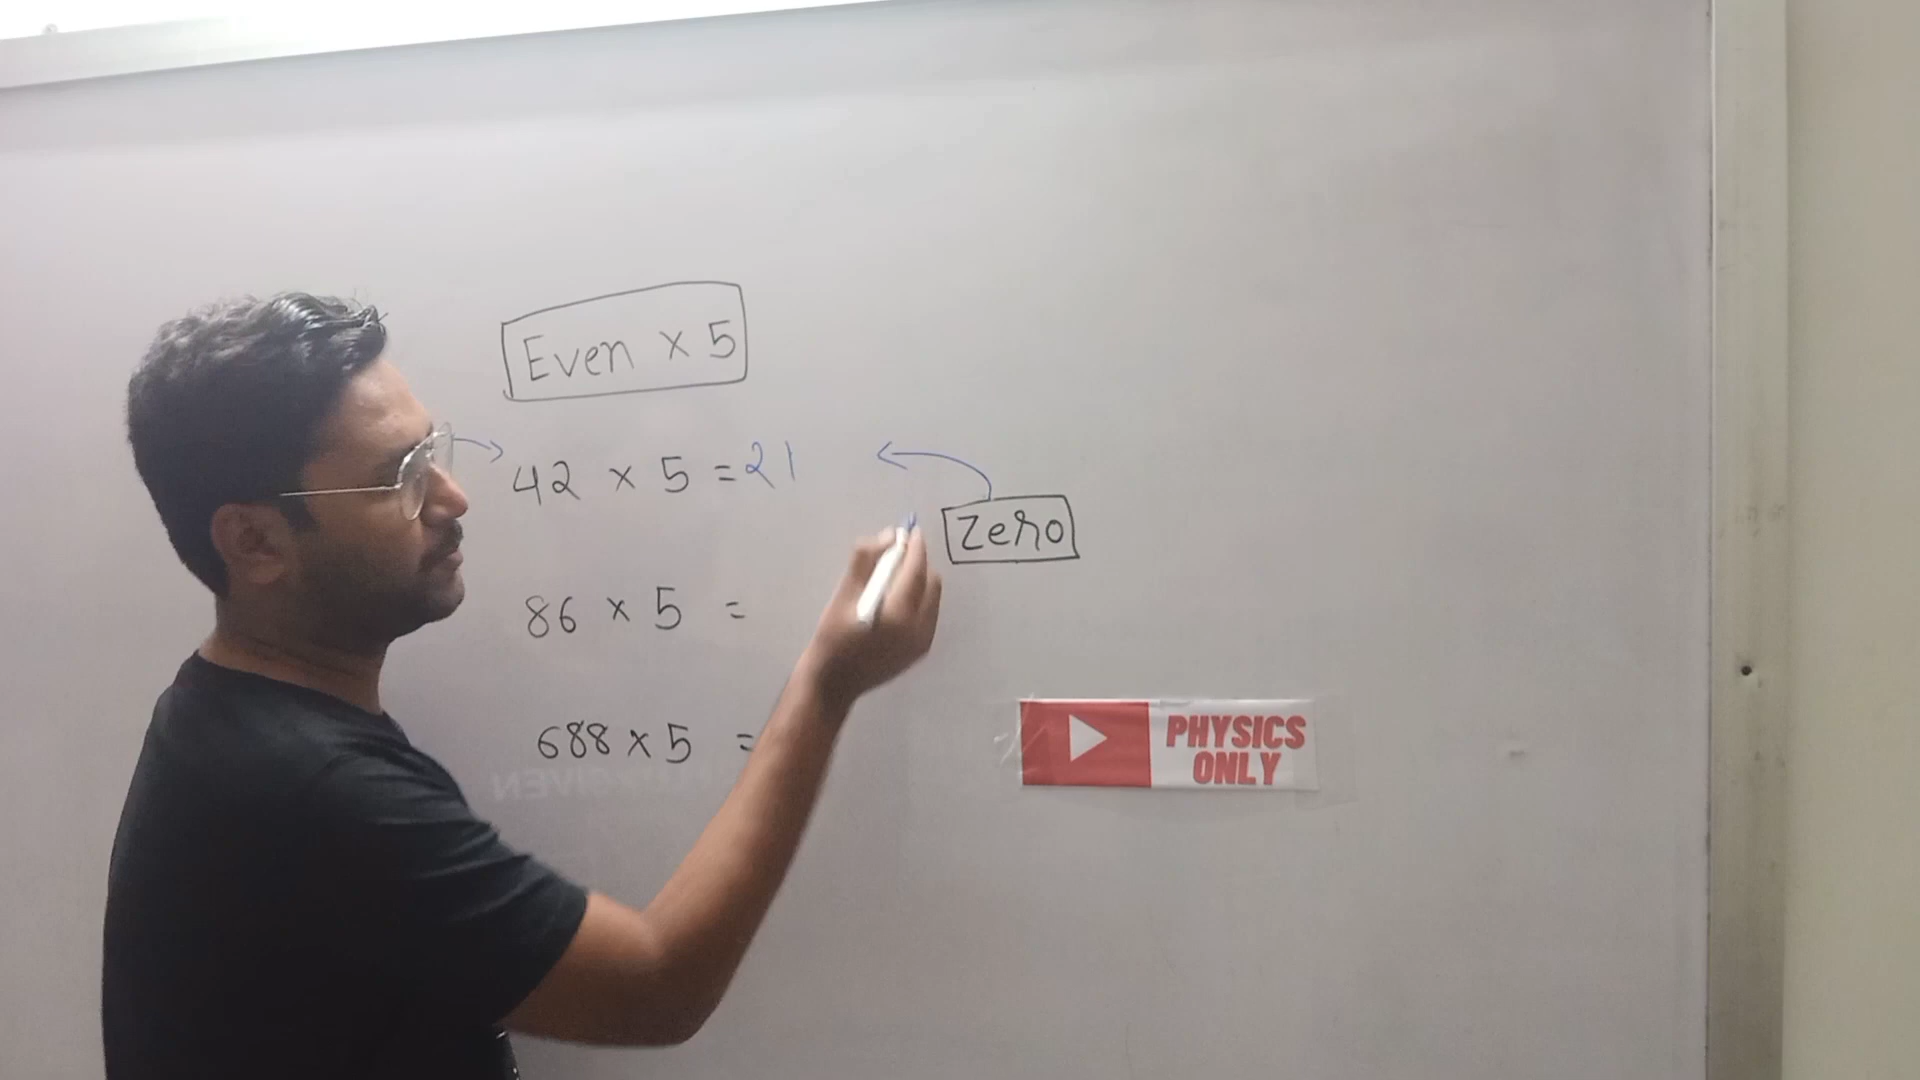 Even × 5
42 × 5 = 21
Zero
86 × 5 =
688 × 5 =
PHYSICS
ONLY